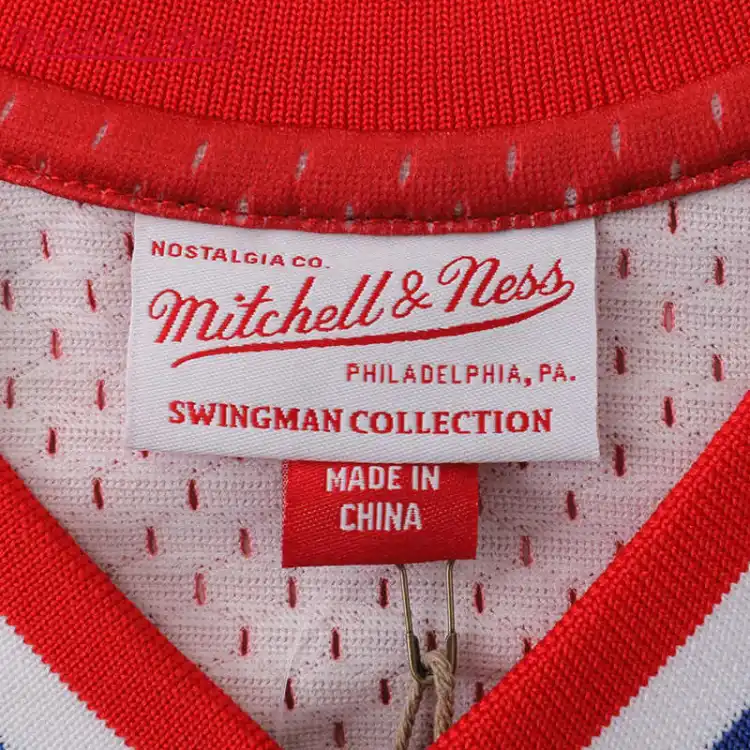 NOSTALGIA CO.
Mitchell & Ness
PHILADELPHIA, PA.
SWINGMAN COLLECTION
MADE IN
CHINA